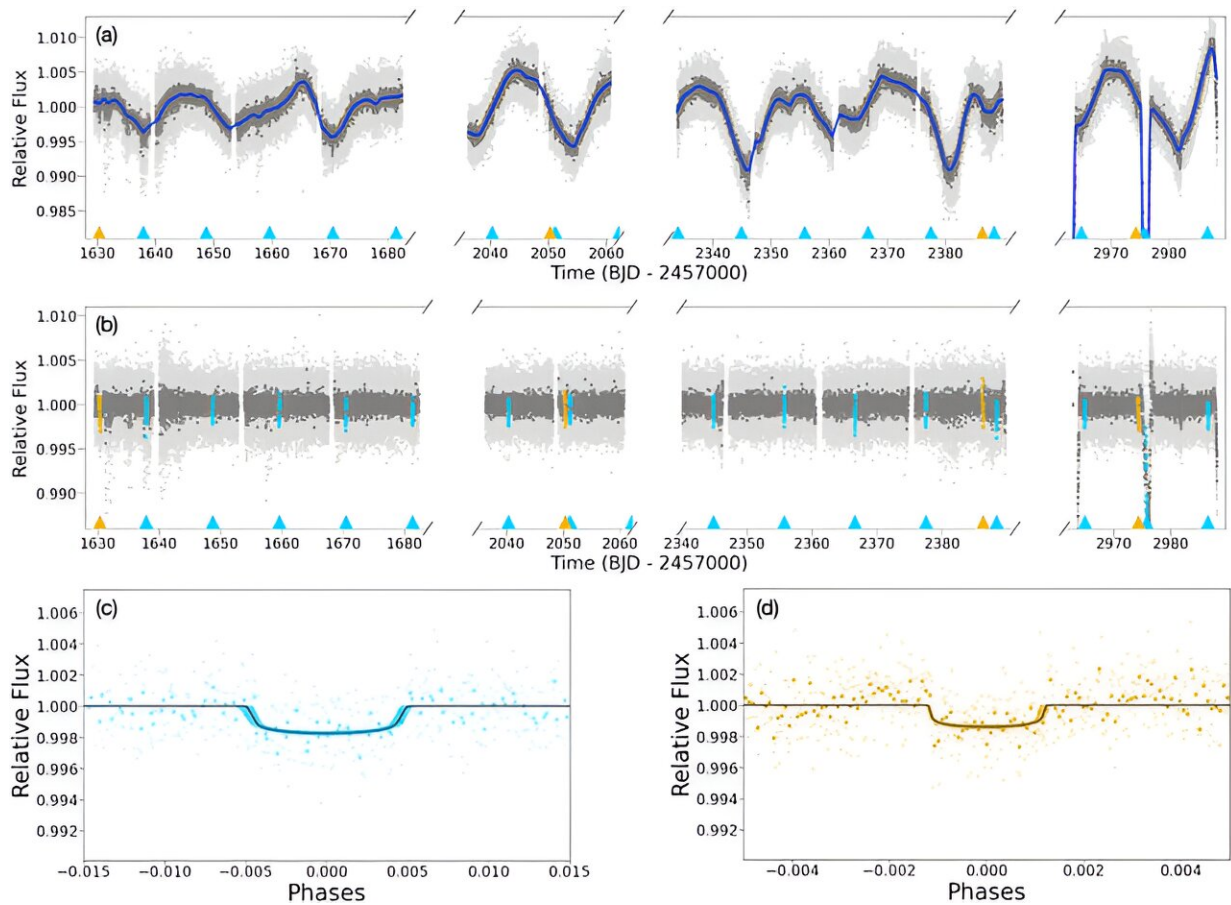 (a)
1.010
1.005
1.000
0.995
0.990
0.985
Relative Flux
1630 1640 1650 1660 1670 1680 2040 2050 2060 2340 2350 2360 2370 2380 2970 2980
Time (BJD - 2457000)
(b)
1.010
1.005
1.000
0.995
0.990
Relative Flux
1630 1640 1650 1660 1670 1680 2040 2050 2060 2340 2350 2360 2370 2380 2970 2980
Time (BJD - 2457000)
(c)
1.006
1.004
1.002
1.000
0.998
0.996
0.994
0.992
Relative Flux
−0.015 −0.010 −0.005 0.000 0.005 0.010 0.015
Phases
(d)
1.006
1.004
1.002
1.000
0.998
0.996
0.994
0.992
Relative Flux
−0.004 −0.002 0.000 0.002 0.004
Phases